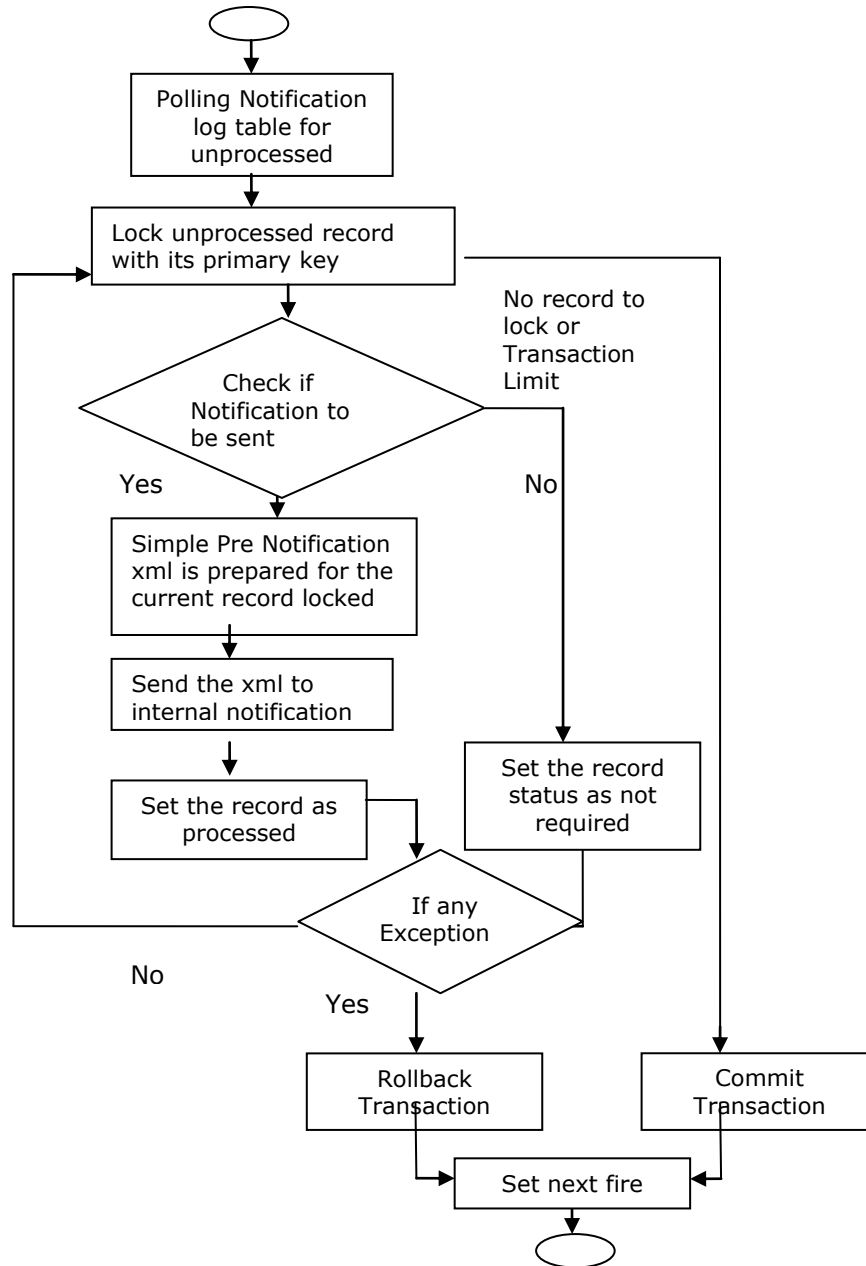 Polling Notification
log table for
unprocessed
Lock unprocessed record
with its primary key
No record to
lock or
Transaction
Limit
Check if
Notification to
be sent
Yes
No
Simple Pre Notification
xml is prepared for the
current record locked
Send the xml to
internal notification
Set the record as
processed
Set the record
status as not
required
If any
Exception
No
Yes
Rollback
Transaction
Commit
Transaction
Set next fire